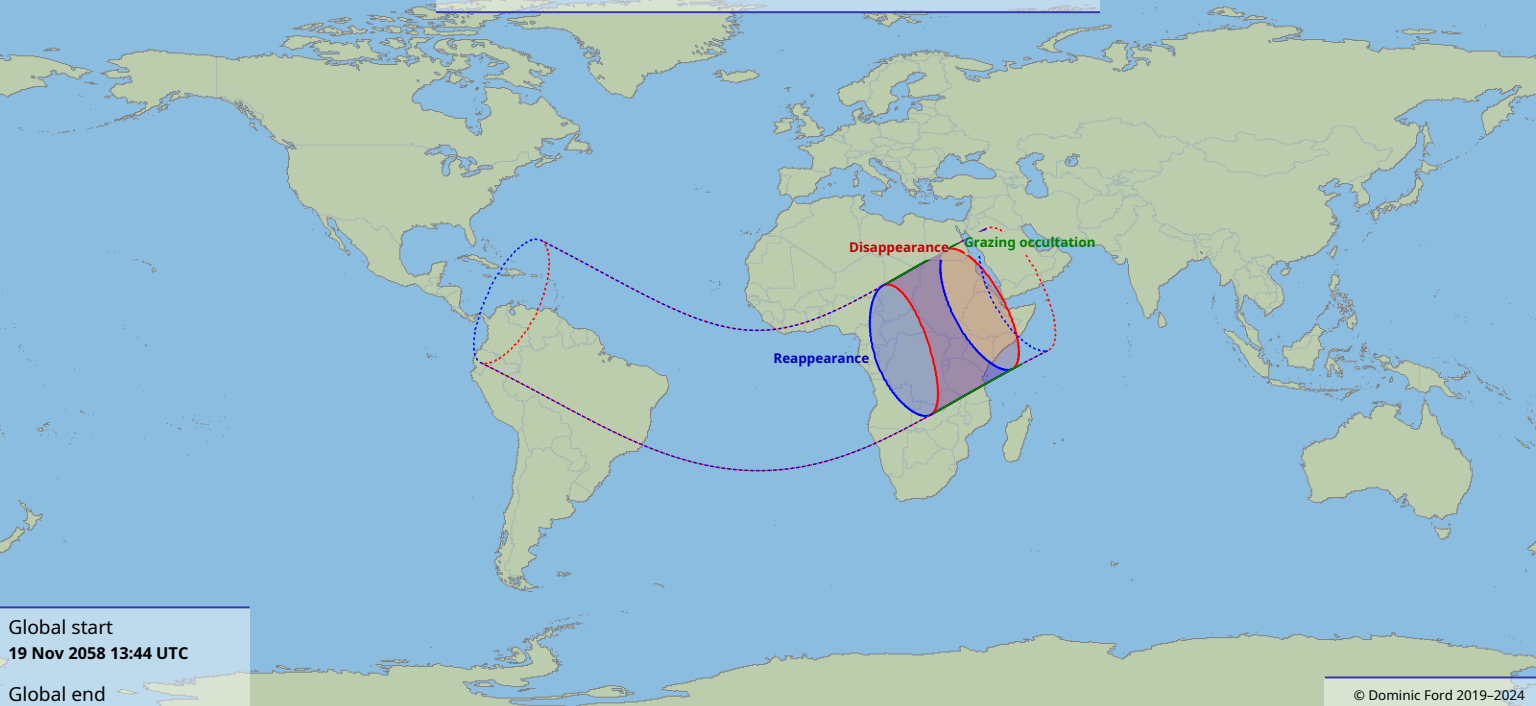 Disappearance
Grazing occultation
Reappearance
Global start
19 Nov 2058 13:44 UTC
Global end
© Dominic Ford 2019–2024